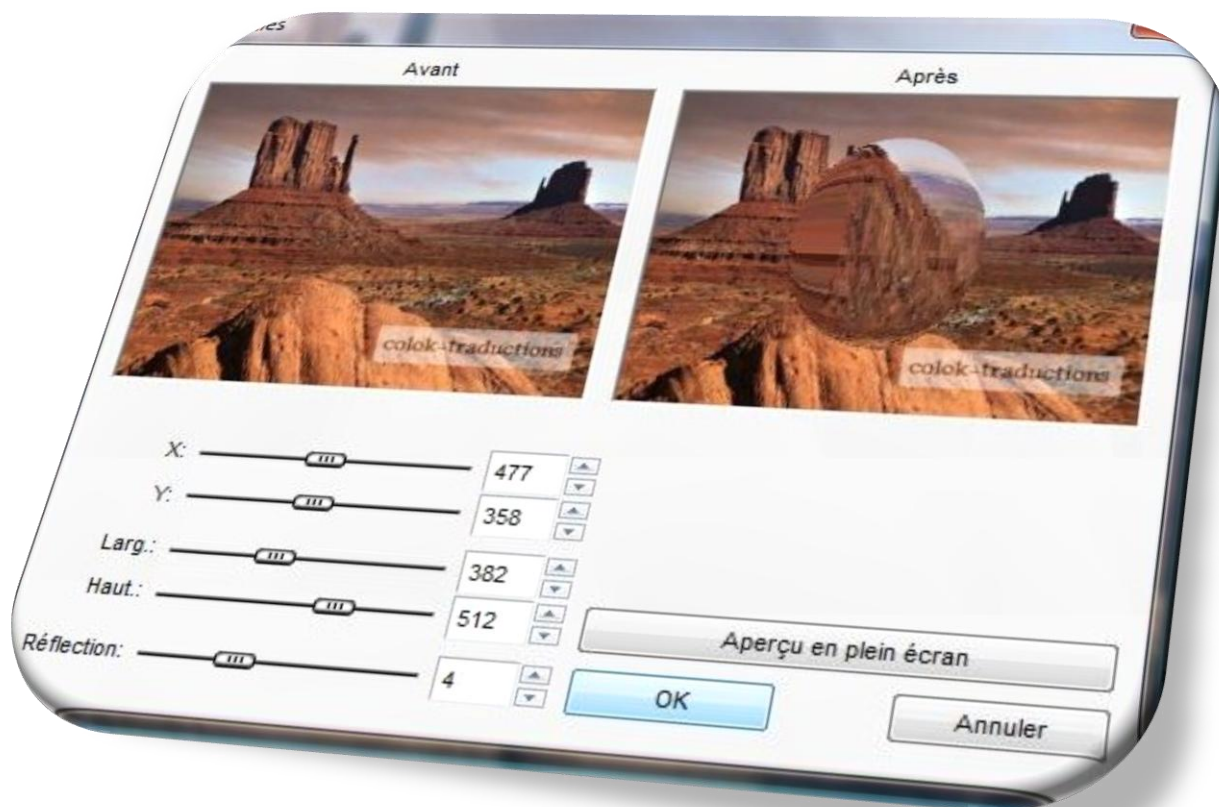 Avant
Après
colok-traductions
colok-traductions
X: 477
Y: 358
Larg.: 382
Haut.: 512
Réflection: 4
Aperçu en plein écran
OK
Annuler